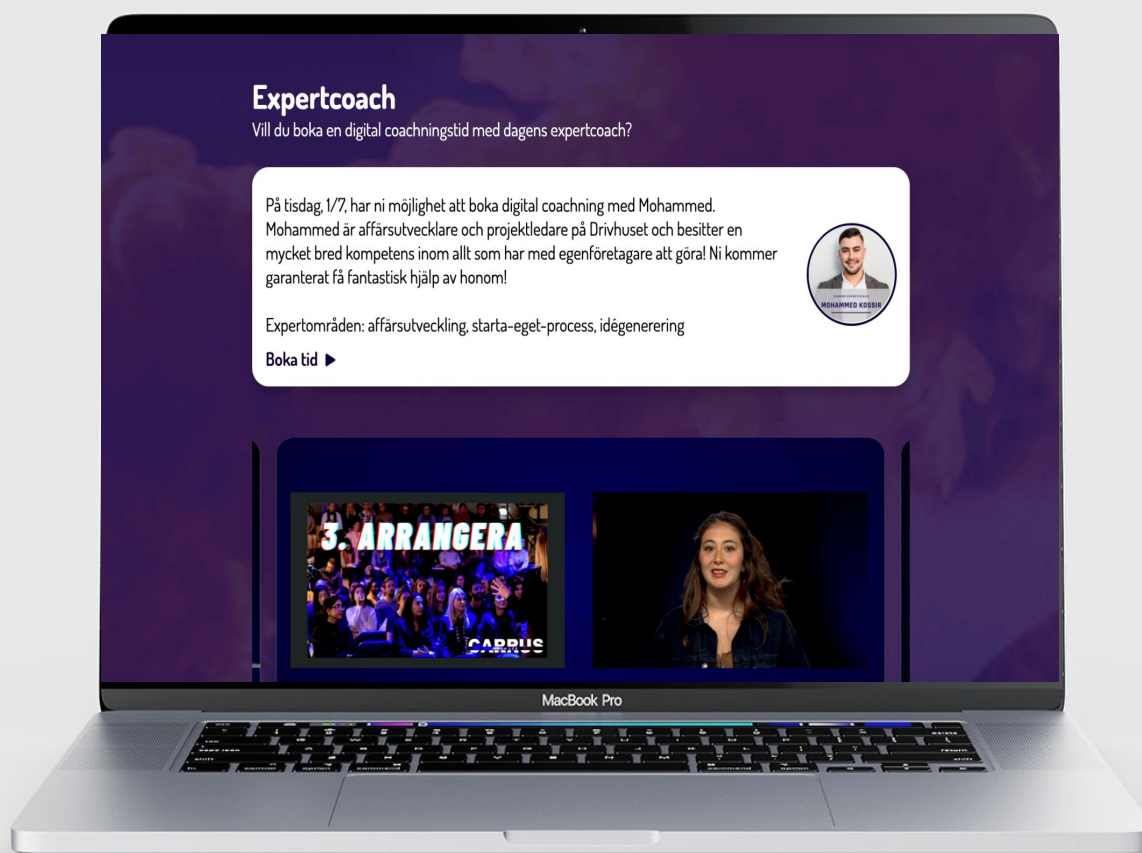 Expertcoach
Vill du boka en digital coachningstid med dagens expertcoach?
På tisdag, 1/7, har ni möjlighet att boka digital coachning med Mohammed.
Mohammed är affärsutvecklare och projektledare på Drivhuset och besitter en
mycket bred kompetens inom allt som har med egenföretagare att göra! Ni kommer
garanterat få fantastisk hjälp av honom!
MOHAMMED KOSSIR
Expertområden: affärsutveckling, starta-eget-process, idégenerering
Boka tid
3. ARRANGERA
CARRUS
MacBook Pro